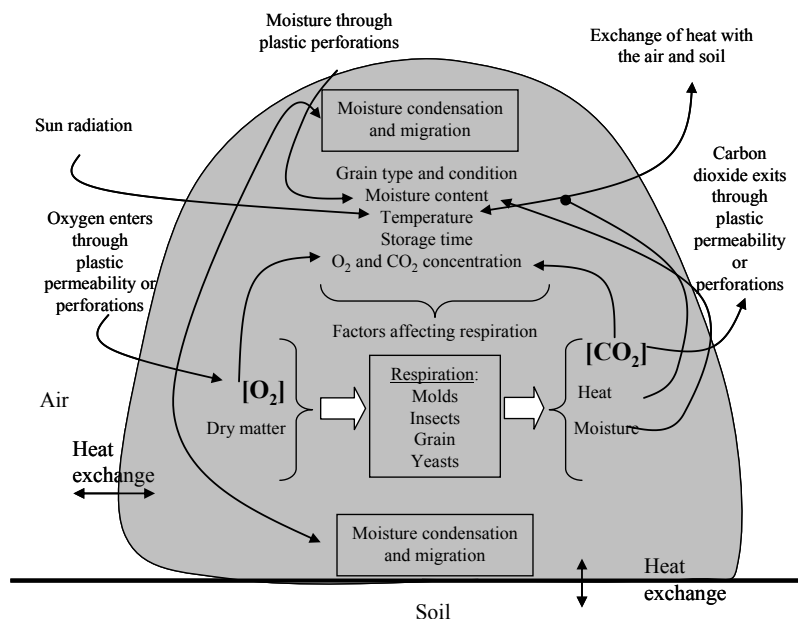 Moisture through
plastic perforations
Exchange of heat with
the air and soil
Sun radiation
Moisture condensation
and migration
Carbon
dioxide exits
through
plastic
permeability
or
perforations
Grain type and condition
Moisture content
Temperature
Storage time
O₂ and CO₂ concentration
Oxygen enters
through
plastic
permeability or
perforations
Factors affecting respiration
[O₂]
Dry matter
Respiration:
Molds
Insects
Grain
Yeasts
[CO₂]
Heat
Moisture
Air
Heat
exchange
Moisture condensation
and migration
Heat
exchange
Soil